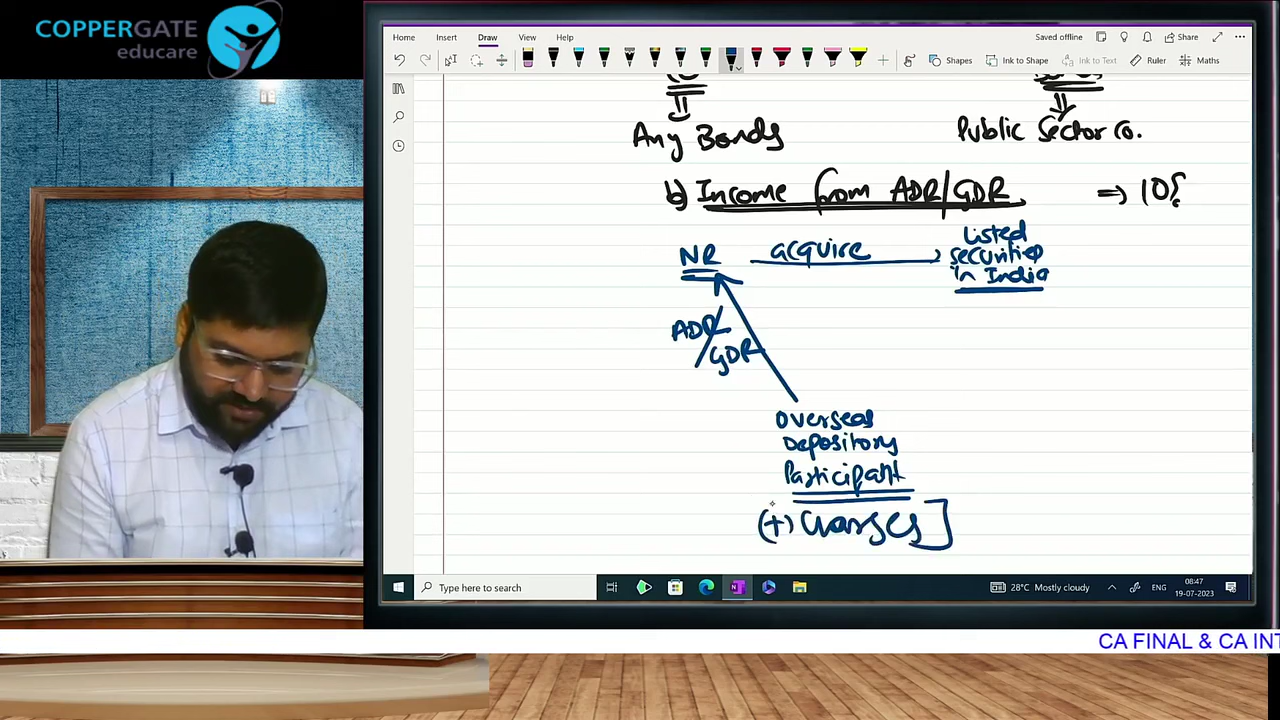 COPPERGATE
educare
Home Insert Draw View Help
Saved offline Share
Shapes Ink to Shape Ink to Text Ruler Maths
Any Bonds Public Sector Co.
b) Income from ADR/GDR ⇒ 10%
NR acquire Listed
securities
in India
ADR/
GDR
Overseas
Depository
Participant
(+) Charges]
Type here to search
28°C Mostly cloudy ENG 08:47
19-07-2023
CA FINAL & CA INT